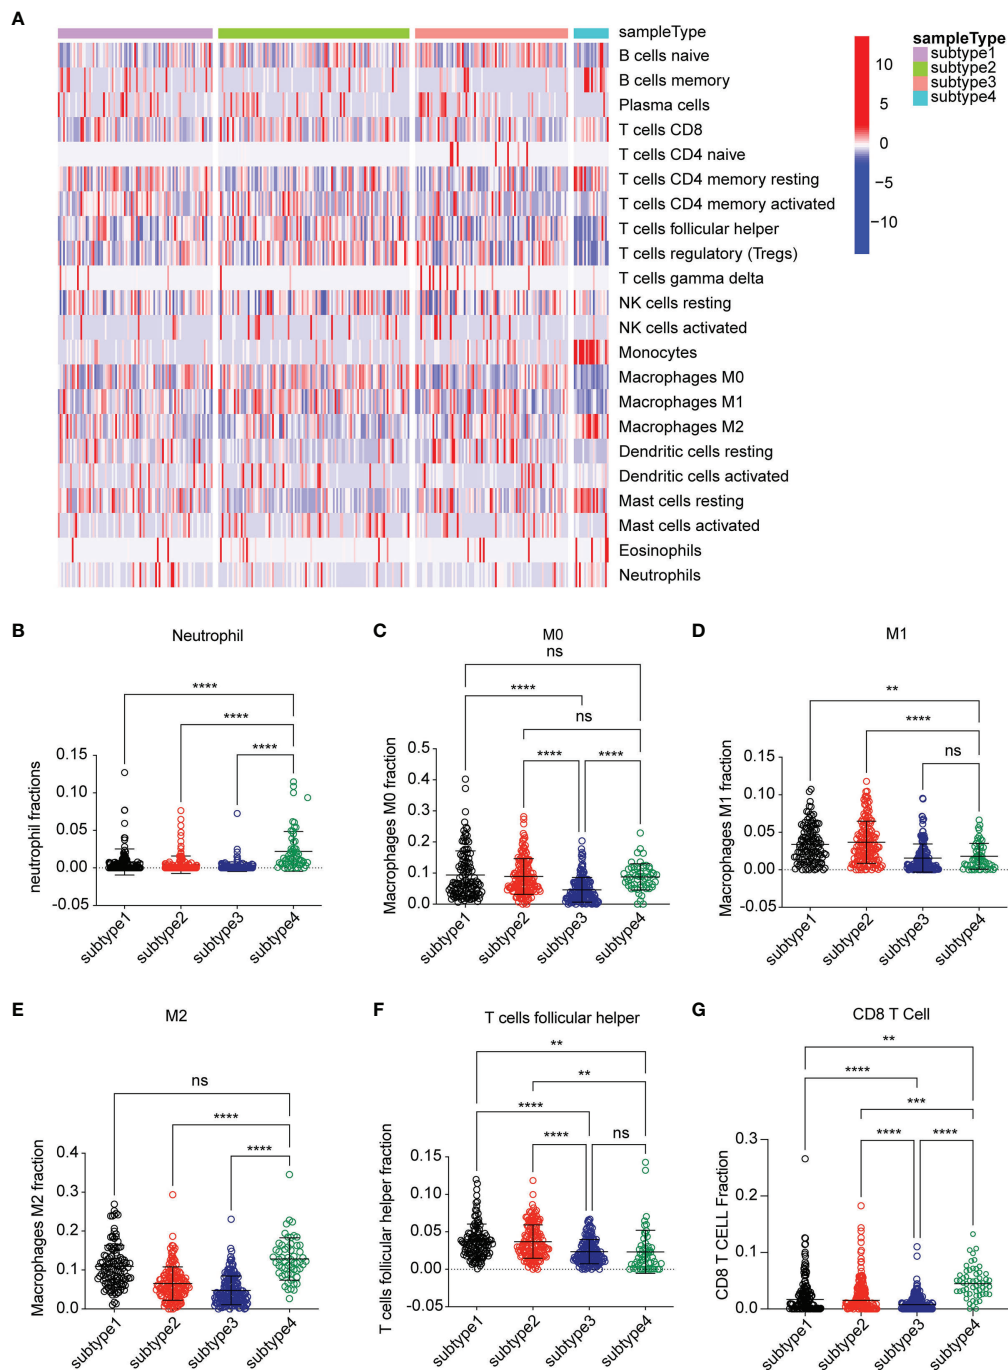 A
sampleType
B cells naive
B cells memory
Plasma cells
T cells CD8
T cells CD4 naive
T cells CD4 memory resting
T cells CD4 memory activated
T cells follicular helper
T cells regulatory (Tregs)
T cells gamma delta
NK cells resting
NK cells activated
Monocytes
Macrophages M0
Macrophages M1
Macrophages M2
Dendritic cells resting
Dendritic cells activated
Mast cells resting
Mast cells activated
Eosinophils
Neutrophils
10
5
0
−5
−10
sampleType
subtype1
subtype2
subtype3
subtype4
B
Neutrophil
****
****
****
neutrophil fractions
0.15
0.10
0.05
0.00
-0.05
subtype1
subtype2
subtype3
subtype4
C
M0
ns
****
ns
**** ****
Macrophages M0 fraction
0.5
0.4
0.3
0.2
0.1
0.0
subtype1
subtype2
subtype3
subtype4
D
M1
**
****
ns
Macrophages M1 fraction
0.15
0.10
0.05
0.00
-0.05
subtype1
subtype2
subtype3
subtype4
E
M2
ns
****
****
Macrophages M2 fraction
0.4
0.3
0.2
0.1
0.0
subtype1
subtype2
subtype3
subtype4
F
T cells follicular helper
**
**
****
**** ns
T cells follicular helper fraction
0.15
0.10
0.05
0.00
-0.05
subtype1
subtype2
subtype3
subtype4
G
CD8 T Cell
**
****
***
**** ****
CD8 T CELL Fraction
0.3
0.2
0.1
0.0
subtype1
subtype2
subtype3
subtype4